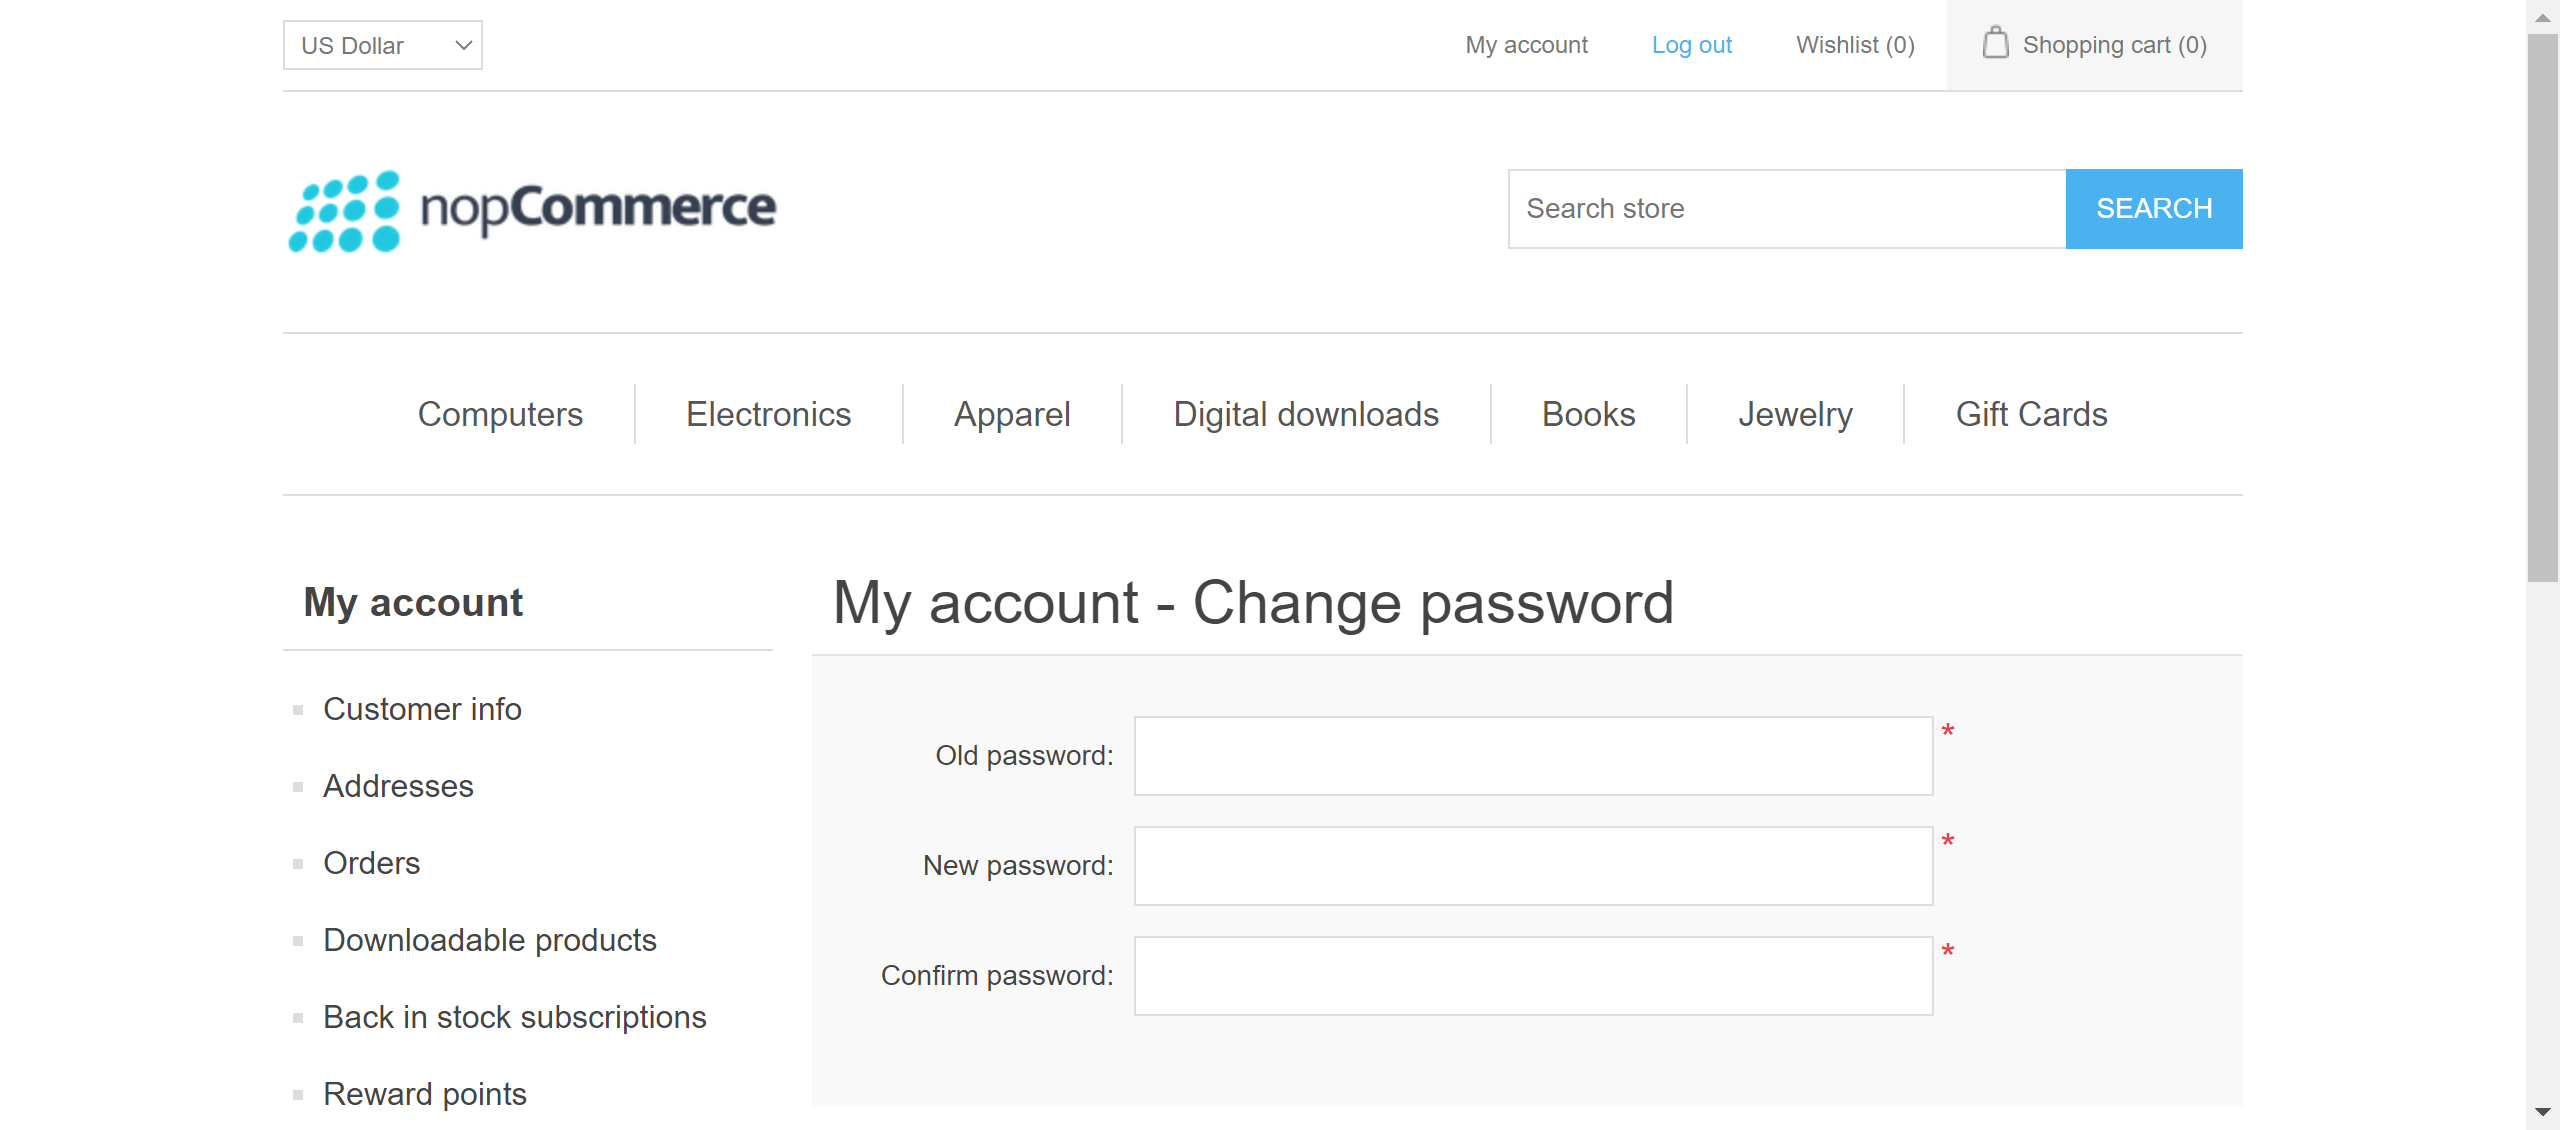 US Dollar
My account
Log out
Wishlist (0)
Shopping cart (0)
nopCommerce
Search store
SEARCH
Computers
Electronics
Apparel
Digital downloads
Books
Jewelry
Gift Cards
My account
Customer info
Addresses
Orders
Downloadable products
Back in stock subscriptions
Reward points
My account - Change password
Old password: *
New password: *
Confirm password: *